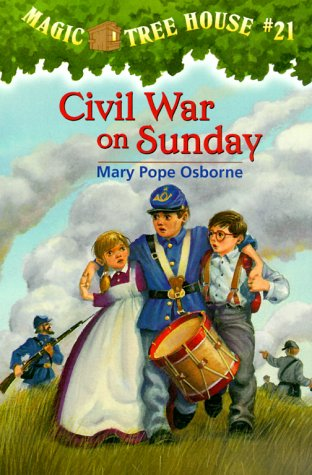 MAGIC TREE HOUSE #21
Civil War
on Sunday
Mary Pope Osborne